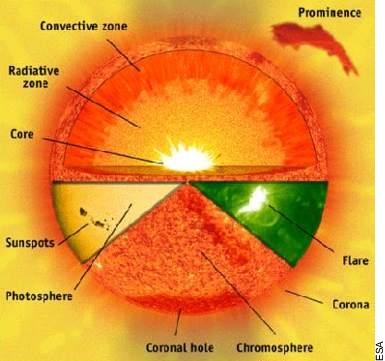 Prominence
Convective zone
Radiative
zone
Core
Sunspots
Flare
Photosphere
Corona
Coronal hole
Chromosphere
ESA